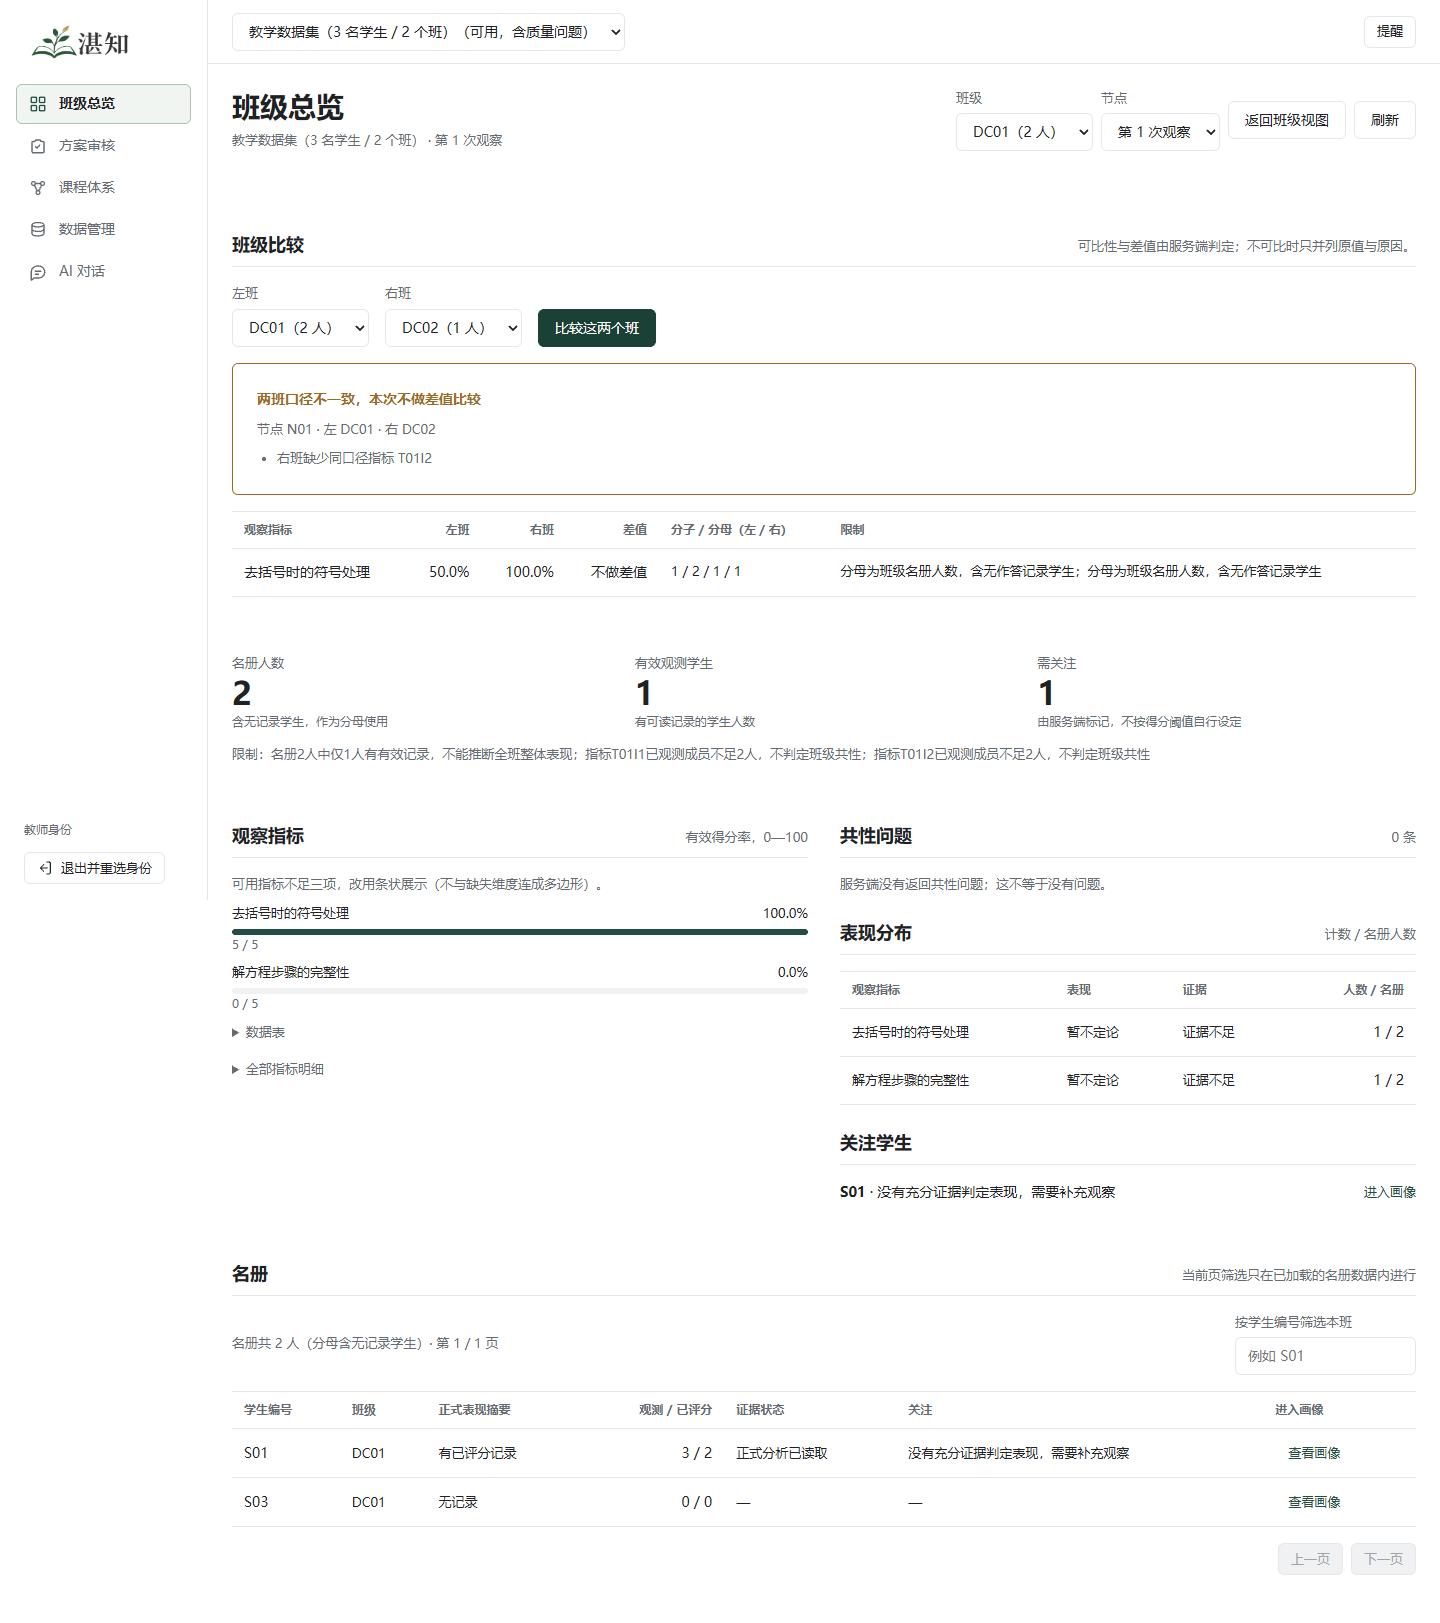 湛知
教学数据集（3 名学生 / 2 个班）（可用，含质量问题）
提醒
班级总览
方案审核
课程体系
数据管理
AI 对话
教师身份
退出并重选身份
班级总览
教学数据集（3 名学生 / 2 个班）· 第 1 次观察
班级
节点
DC01（2 人）
第 1 次观察
返回班级视图
刷新
班级比较
可比性与差值由服务端判定；不可比时只并列原值与原因。
左班
右班
DC01（2 人）
DC02（1 人）
比较这两个班
两班口径不一致，本次不做差值比较
节点 N01 · 左 DC01 · 右 DC02
• 右班缺少同口径指标 T01I2
观察指标 左班 右班 差值 分子 / 分母（左 / 右） 限制
去括号时的符号处理 50.0% 100.0% 不做差值 1 / 2 / 1 / 1 分母为班级名册人数，含无作答记录学生；分母为班级名册人数，含无作答记录学生
名册人数
2
含无记录学生，作为分母使用
有效观测学生
1
有可读记录的学生人数
需关注
1
由服务端标记，不按得分阈值自行设定
限制：名册2人中仅1人有有效记录，不能推断全班整体表现；指标T01I1已观测成员不足2人，不判定班级共性；指标T01I2已观测成员不足2人，不判定班级共性
观察指标
有效得分率，0—100
可用指标不足三项，改用条状展示（不与缺失维度连成多边形）。
去括号时的符号处理 100.0%
5 / 5
解方程步骤的完整性 0.0%
0 / 5
▶ 数据表
▶ 全部指标明细
共性问题
0 条
服务端没有返回共性问题；这不等于没有问题。
表现分布
计数 / 名册人数
观察指标 表现 证据 人数 / 名册
去括号时的符号处理 暂不定论 证据不足 1 / 2
解方程步骤的完整性 暂不定论 证据不足 1 / 2
关注学生
S01 · 没有充分证据判定表现，需要补充观察 进入画像
名册
当前页筛选只在已加载的名册数据内进行
名册共 2 人（分母含无记录学生）· 第 1 / 1 页
按学生编号筛选本班
例如 S01
学生编号 班级 正式表现摘要 观测 / 已评分 证据状态 关注 进入画像
S01 DC01 有已评分记录 3 / 2 正式分析已读取 没有充分证据判定表现，需要补充观察 查看画像
S03 DC01 无记录 0 / 0 — — 查看画像
上一页
下一页